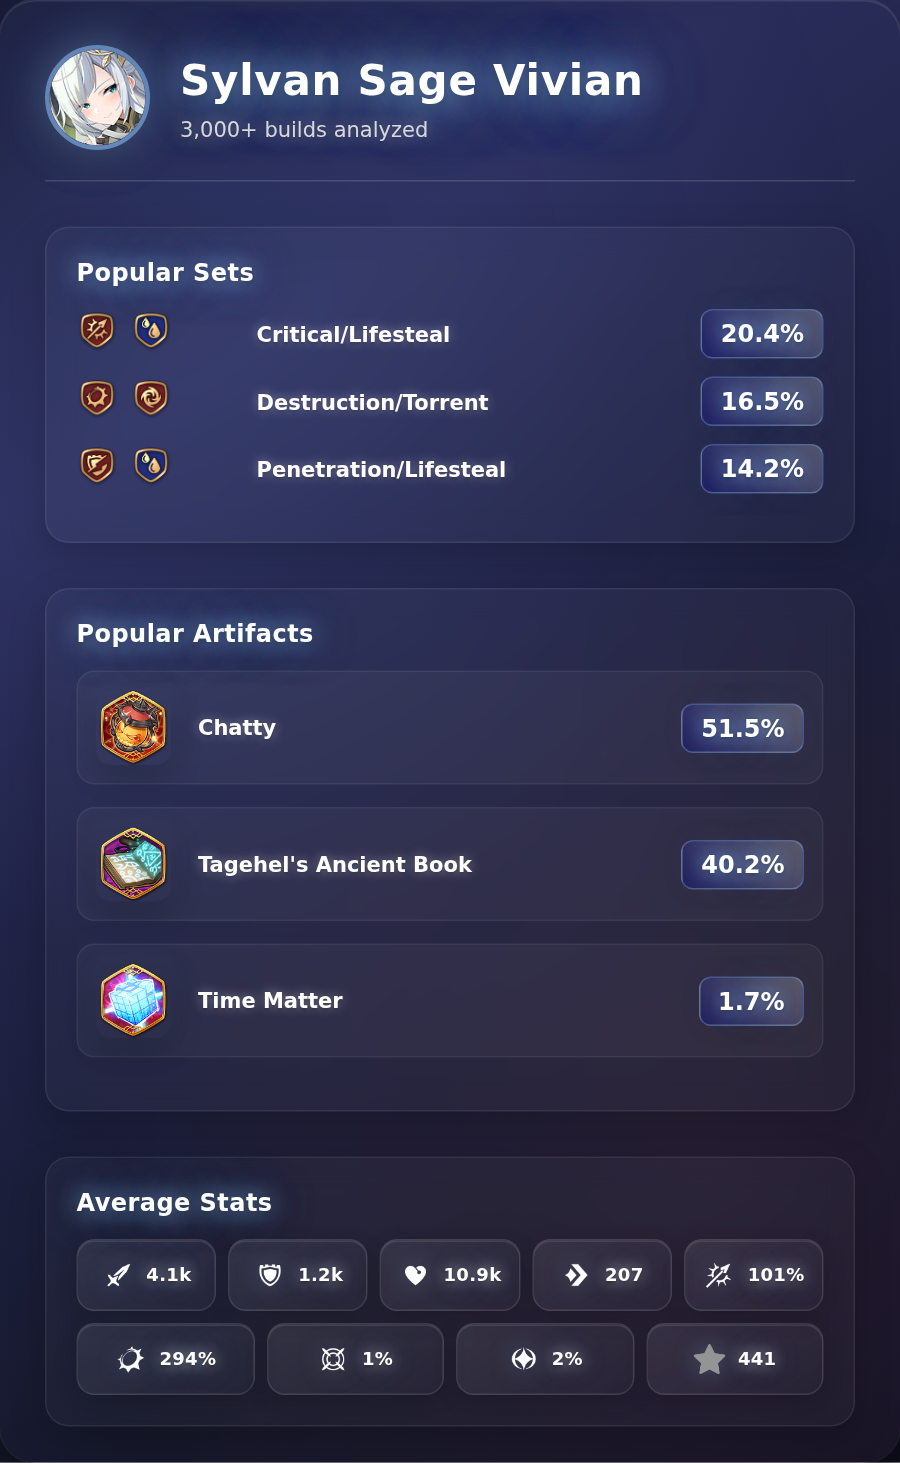 Sylvan Sage Vivian
3,000+ builds analyzed
Popular Sets
Critical/Lifesteal 20.4%
Destruction/Torrent 16.5%
Penetration/Lifesteal 14.2%
Popular Artifacts
Chatty 51.5%
Tagehel's Ancient Book 40.2%
Time Matter 1.7%
Average Stats
4.1k 1.2k 10.9k 207 101%
294% 1% 2% 441